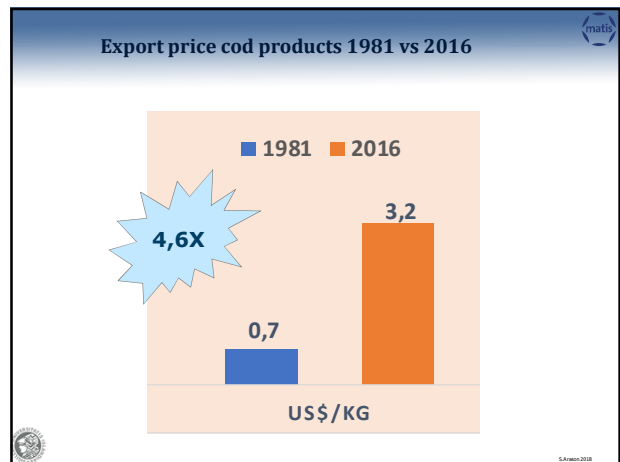 Export price cod products 1981 vs 2016
matis
1981 2016
4,6X
3,2
0,7
US$/KG
S.Arason 2018